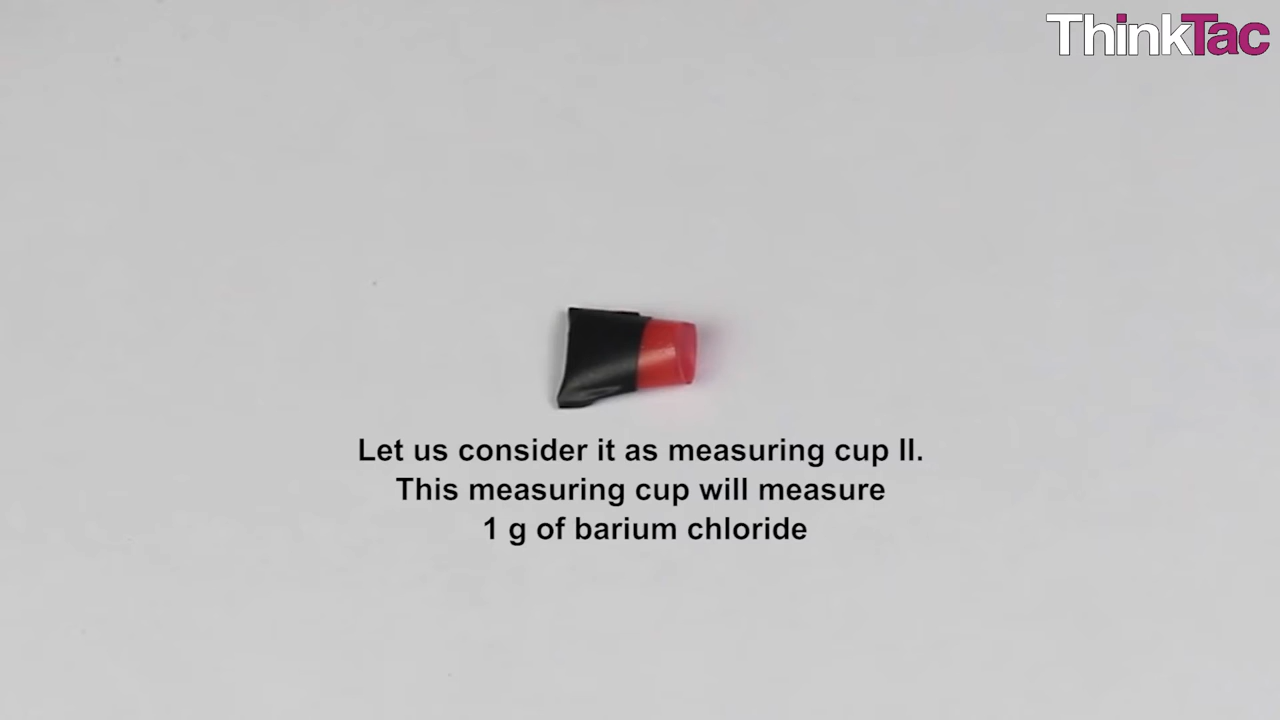 ThinkTac
Let us consider it as measuring cup II.
This measuring cup will measure
1 g of barium chloride